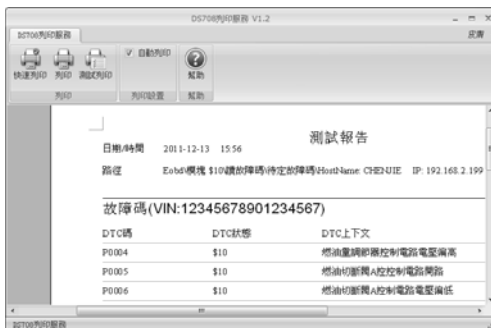 DS708列印服務 V1.2
DS708列印服務
皮膚
快速列印 列印 測試列印
自動列印
幫助
列印 列印設置 幫助
測試報告
日期/時間 2011-12-13 15:56
路徑 Eobd\模塊 $10\讀故障碼\待定故障碼\HostName: CHENJIE IP: 192.168.2.199
故障碼(VIN:12345678901234567)
DTC碼 DTC狀態 DTC上下文
P0004 $10 燃油量調節器控制電路電壓偏高
P0005 $10 燃油切斷閥A控控制電路開路
P0006 $10 燃油切斷閥A控控制電路電壓偏低
DS708列印服務